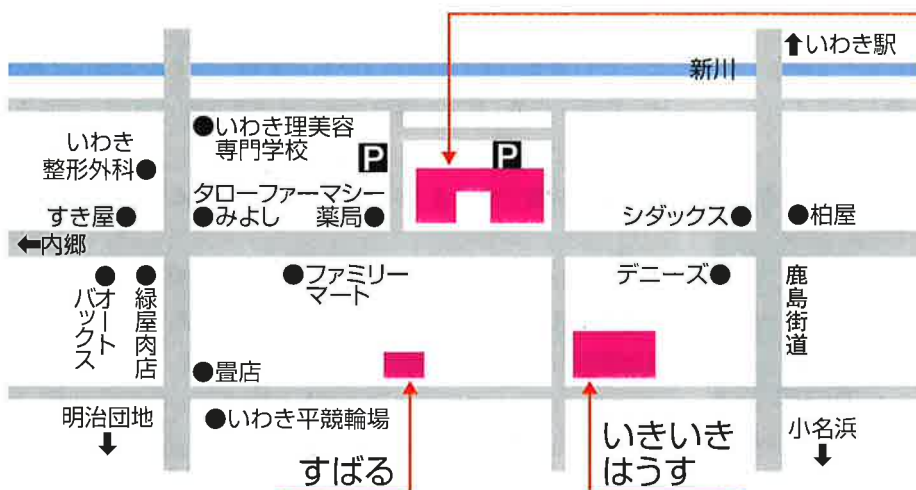 ↑いわき駅
新川
●いわき理美容
専門学校
P
P
いわき
整形外科●
タローファーマシー
薬局●
すき屋●
●みよし
シダックス●
●柏屋
←内郷
●ファミリー
マート
デニーズ●
鹿島街道
オート
バックス
緑屋肉店
●畳店
明治団地
↓
●いわき平競輪場
小名浜
↓
すばる
いきいき
はうす